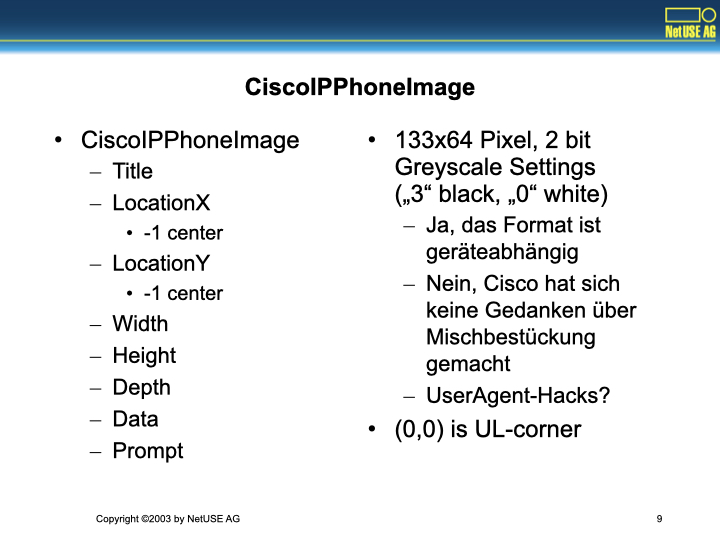 NetUSE AG
CiscoIPPhoneImage
• CiscoIPPhoneImage
– Title
– LocationX
• -1 center
– LocationY
• -1 center
– Width
– Height
– Depth
– Data
– Prompt
• 133x64 Pixel, 2 bit
Greyscale Settings
(„3“ black, „0“ white)
– Ja, das Format ist
geräteabhängig
– Nein, Cisco hat sich
keine Gedanken über
Mischbestückung
gemacht
– UserAgent-Hacks?
• (0,0) is UL-corner
Copyright ©2003 by NetUSE AG
9